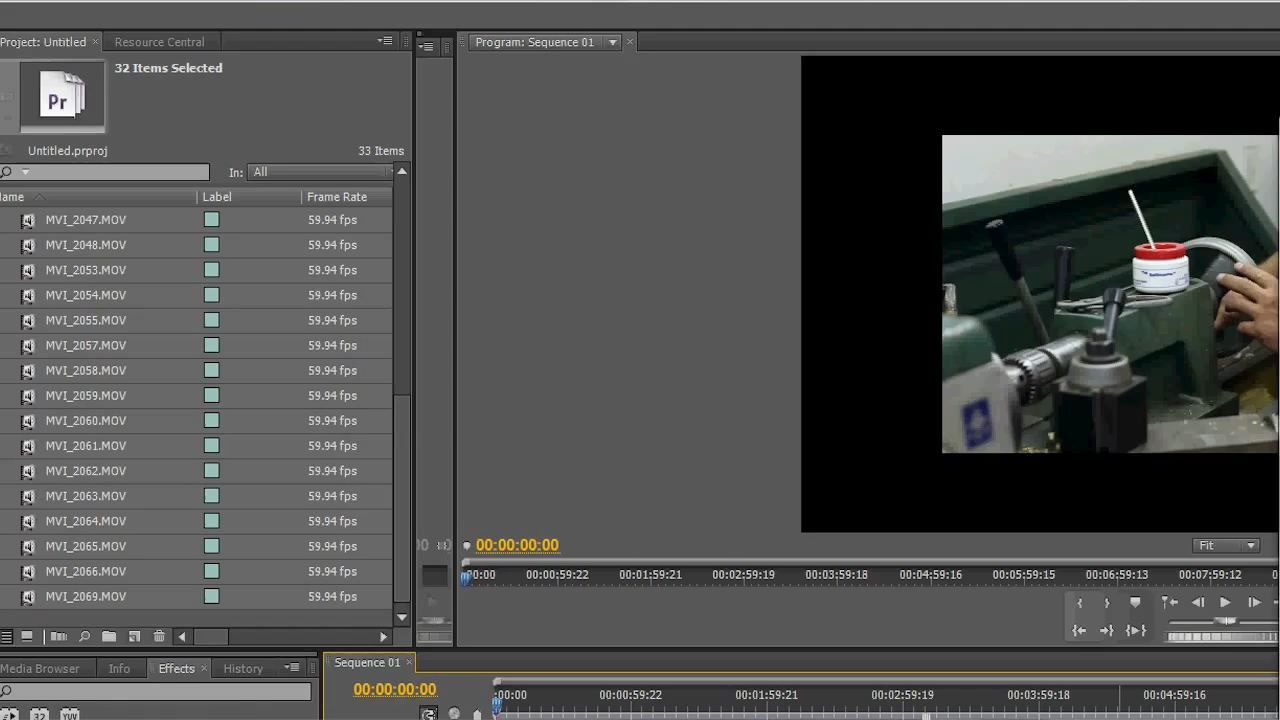 Project: Untitled
Resource Central
Program: Sequence 01
32 Items Selected
Pr
Untitled.prproj
33 Items
In: All
Label
Frame Rate
MVI_2047.MOV 59.94 fps
MVI_2048.MOV 59.94 fps
MVI_2053.MOV 59.94 fps
MVI_2054.MOV 59.94 fps
MVI_2055.MOV 59.94 fps
MVI_2057.MOV 59.94 fps
MVI_2058.MOV 59.94 fps
MVI_2059.MOV 59.94 fps
MVI_2060.MOV 59.94 fps
MVI_2061.MOV 59.94 fps
MVI_2062.MOV 59.94 fps
MVI_2063.MOV 59.94 fps
MVI_2064.MOV 59.94 fps
MVI_2065.MOV 59.94 fps
MVI_2066.MOV 59.94 fps
MVI_2069.MOV 59.94 fps
00:00:00:00
Fit
00:00 00:00:59:22 00:01:59:21 00:02:59:19 00:03:59:18 00:04:59:16 00:05:59:15 00:06:59:13 00:07:59:12
Media Browser
Info
Effects
History
Sequence 01
00:00:00:00
:00:00 00:00:59:22 00:01:59:21 00:02:59:19 00:03:59:18 00:04:59:16
32
YUV